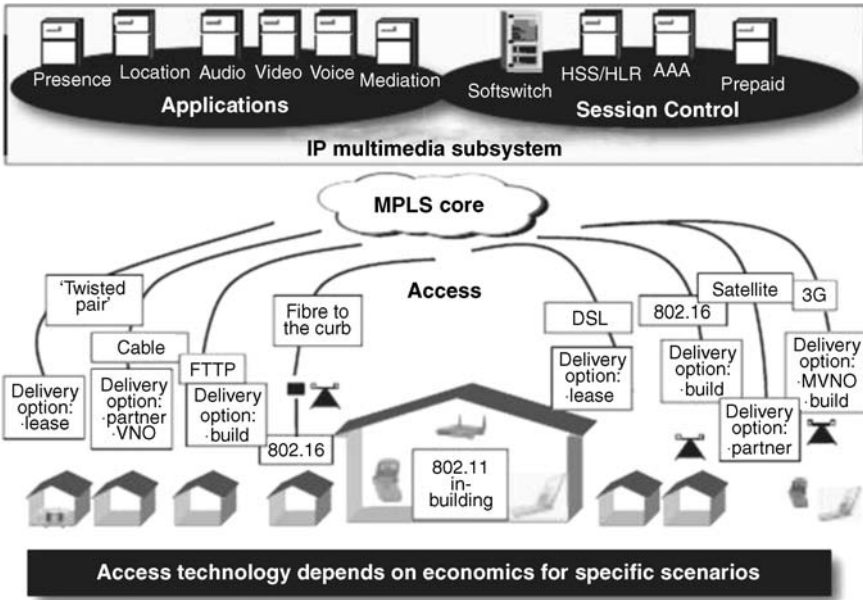 Presence
Location
Audio
Video
Voice
Mediation
Applications
Softswitch
HSS/HLR
AAA
Prepaid
Session Control
IP multimedia subsystem
MPLS core
Access
'Twisted
pair'
Delivery
option:
·lease
Cable
Delivery
option:
·partner
·VNO
FTTP
Delivery
option:
·build
Fibre to
the curb
802.16
802.11
in-
building
DSL
Delivery
option:
·lease
802.16
Delivery
option:
·build
Satellite
Delivery
option:
·partner
3G
Delivery
option:
·MVNO
·build
Access technology depends on economics for specific scenarios